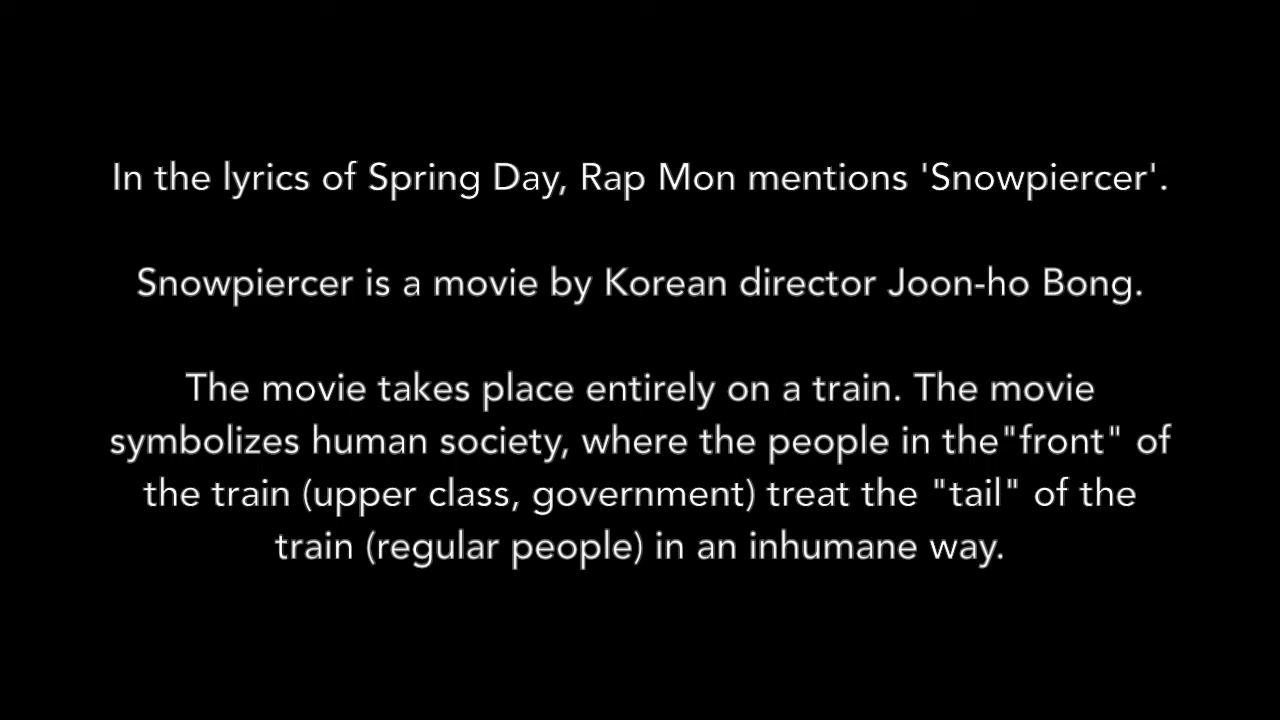 In the lyrics of Spring Day, Rap Mon mentions 'Snowpiercer'.
Snowpiercer is a movie by Korean director Joon-ho Bong.
The movie takes place entirely on a train. The movie
symbolizes human society, where the people in the"front" of
the train (upper class, government) treat the "tail" of the
train (regular people) in an inhumane way.